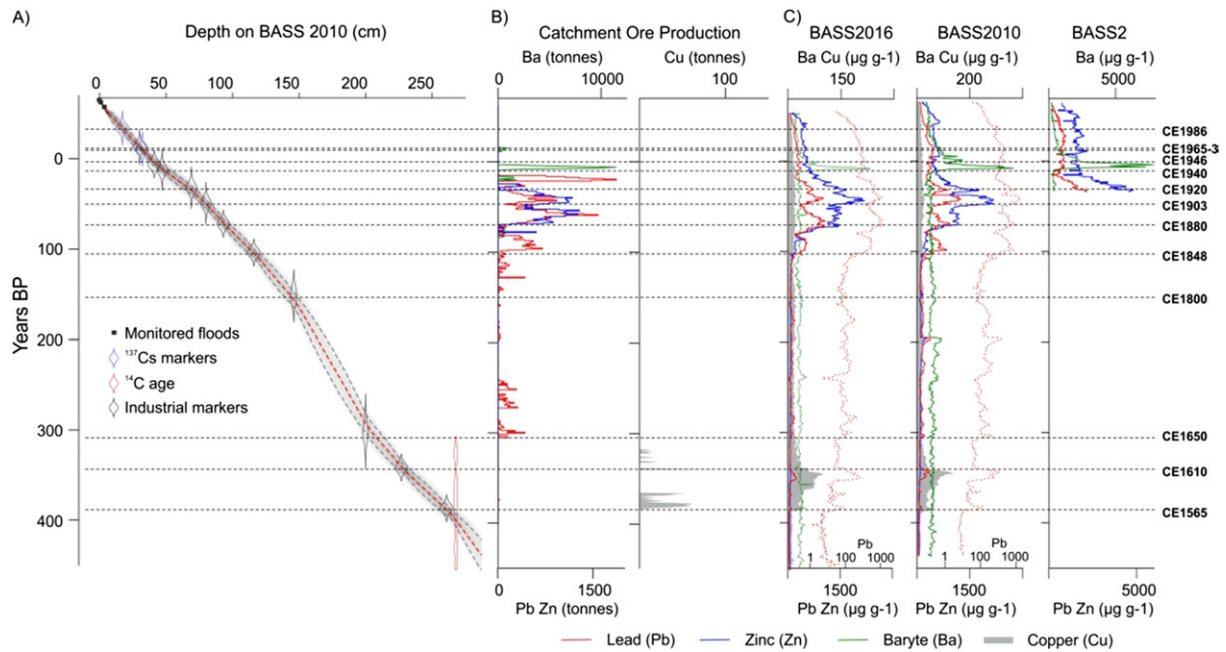 A)
Depth on BASS 2010 (cm)
0 50 100 150 200 250
Years BP
0
100
200
300
400
Monitored floods
¹³⁷Cs markers
¹⁴C age
Industrial markers
B)
Catchment Ore Production
Ba (tonnes) Cu (tonnes)
0 10000 0 100
0 1500
Pb Zn (tonnes)
C)
BASS2016 BASS2010 BASS2
Ba Cu (µg g-1) Ba Cu (µg g-1) Ba (µg g-1)
150 200 5000
Pb Pb
1 100 1000 1 100 1000
1500 1500 5000
Pb Zn (µg g-1) Pb Zn (µg g-1) Pb Zn (µg g-1)
CE1986
CE1965-3
CE1946
CE1940
CE1920
CE1903
CE1880
CE1848
CE1800
CE1650
CE1610
CE1565
Lead (Pb) Zinc (Zn) Baryte (Ba) Copper (Cu)